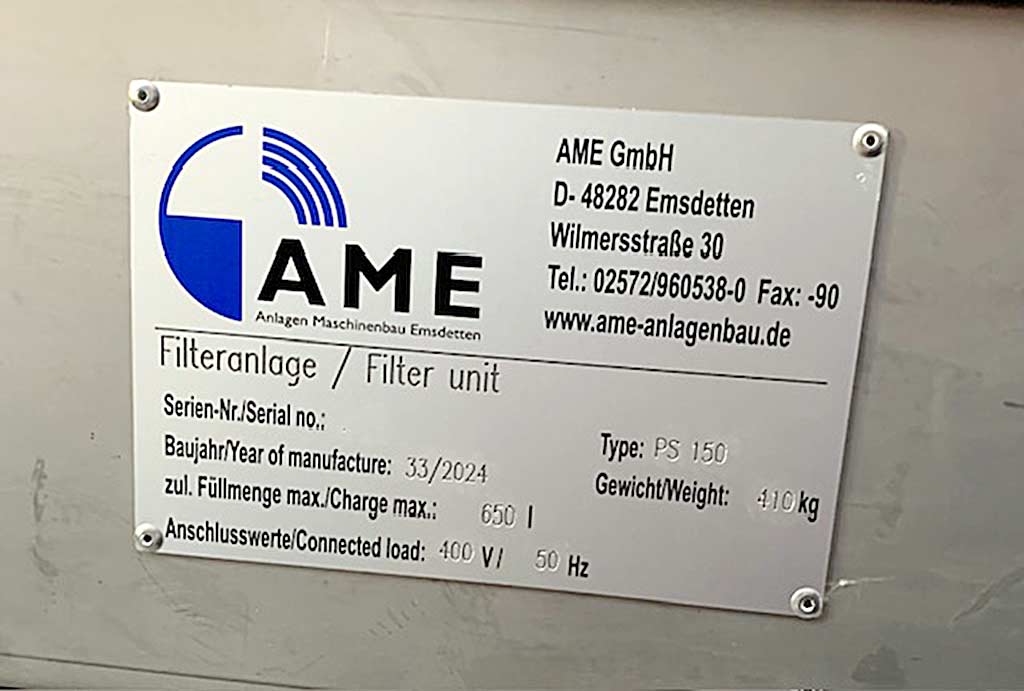 AME
Anlagen Maschinenbau Emsdetten
AME GmbH
D- 48282 Emsdetten
Wilmersstraße 30
Tel.: 02572/960538-0 Fax: -90
www.ame-anlagenbau.de
Filteranlage / Filter unit
Serien-Nr./Serial no.:
Baujahr/Year of manufacture: 33/2024
zul. Füllmenge max./Charge max.: 650 l
Anschlusswerte/Connected load: 400 V/ 50 Hz
Type: PS 150
Gewicht/Weight: 410 kg